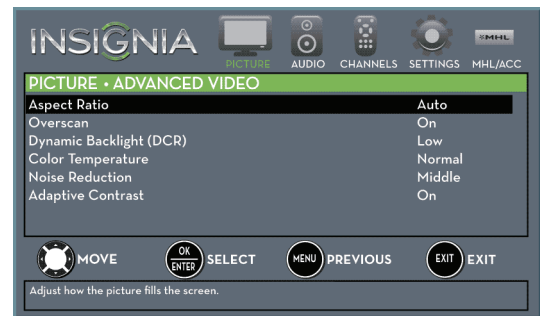 INSIGNIA
PICTURE AUDIO CHANNELS SETTINGS MHL MHL/ACC
PICTURE • ADVANCED VIDEO
Aspect Ratio Auto
Overscan On
Dynamic Backlight (DCR) Low
Color Temperature Normal
Noise Reduction Middle
Adaptive Contrast On
MOVE OK ENTER SELECT MENU PREVIOUS EXIT EXIT
Adjust how the picture fills the screen.